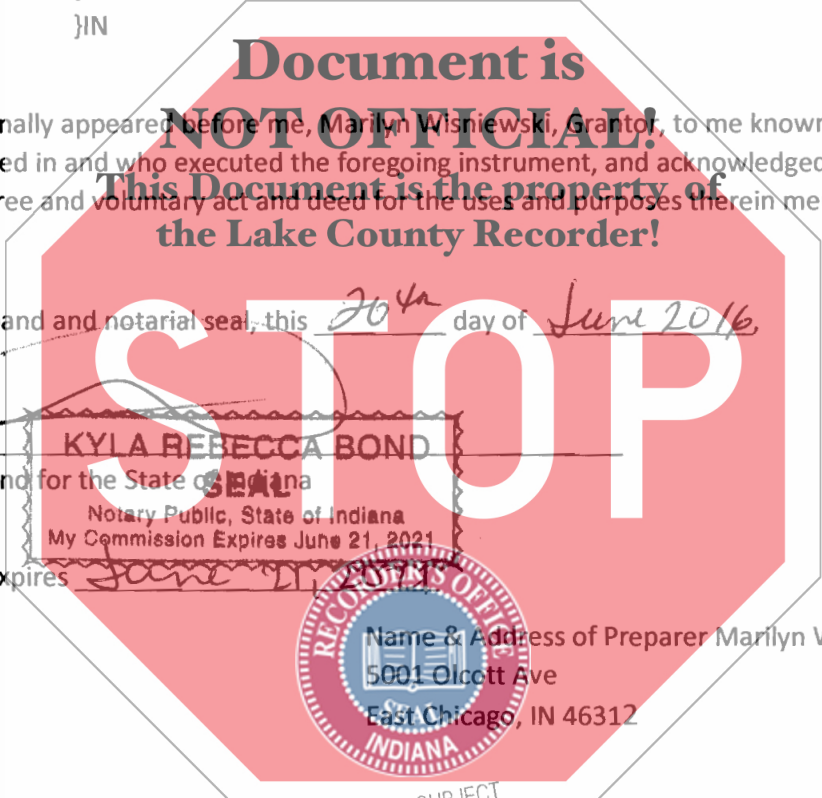 }IN
Document is
NOT OFFICIAL!
nally appeared before me, Marilyn Wisniewski, Grantor, to me known
ed in and who executed the foregoing instrument, and acknowledged
This Document is the property of
ee and voluntary act and deed for the uses and purposes therein me
the Lake County Recorder!
STOP
and and notarial seal, this 20th day of June 2016,
KYLA REBECCA BOND
nd for the State of Indiana
SEAL
Notary Public, State of Indiana
My Commission Expires June 21, 2021
xpires June 21, 2021
RECORDER'S OFFICE
SEAL
INDIANA
Name & Address of Preparer Marilyn W
5001 Olcott Ave
East Chicago, IN 46312
SUBJECT